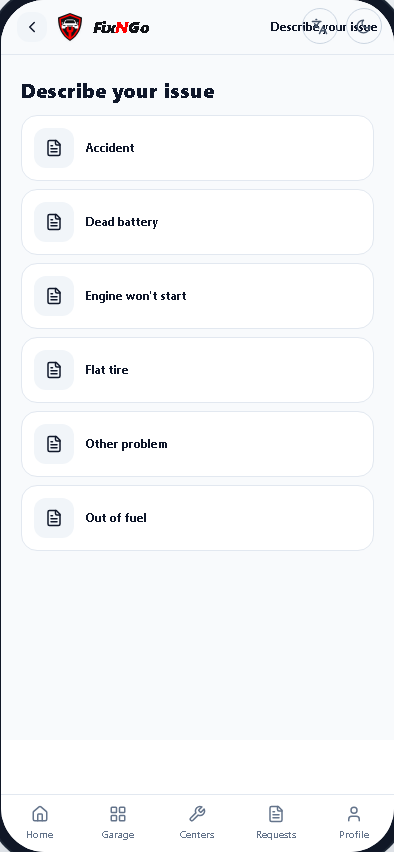 FixNGo
Describe your issue
Describe your issue
Accident
Dead battery
Engine won't start
Flat tire
Other problem
Out of fuel
Home
Garage
Centers
Requests
Profile